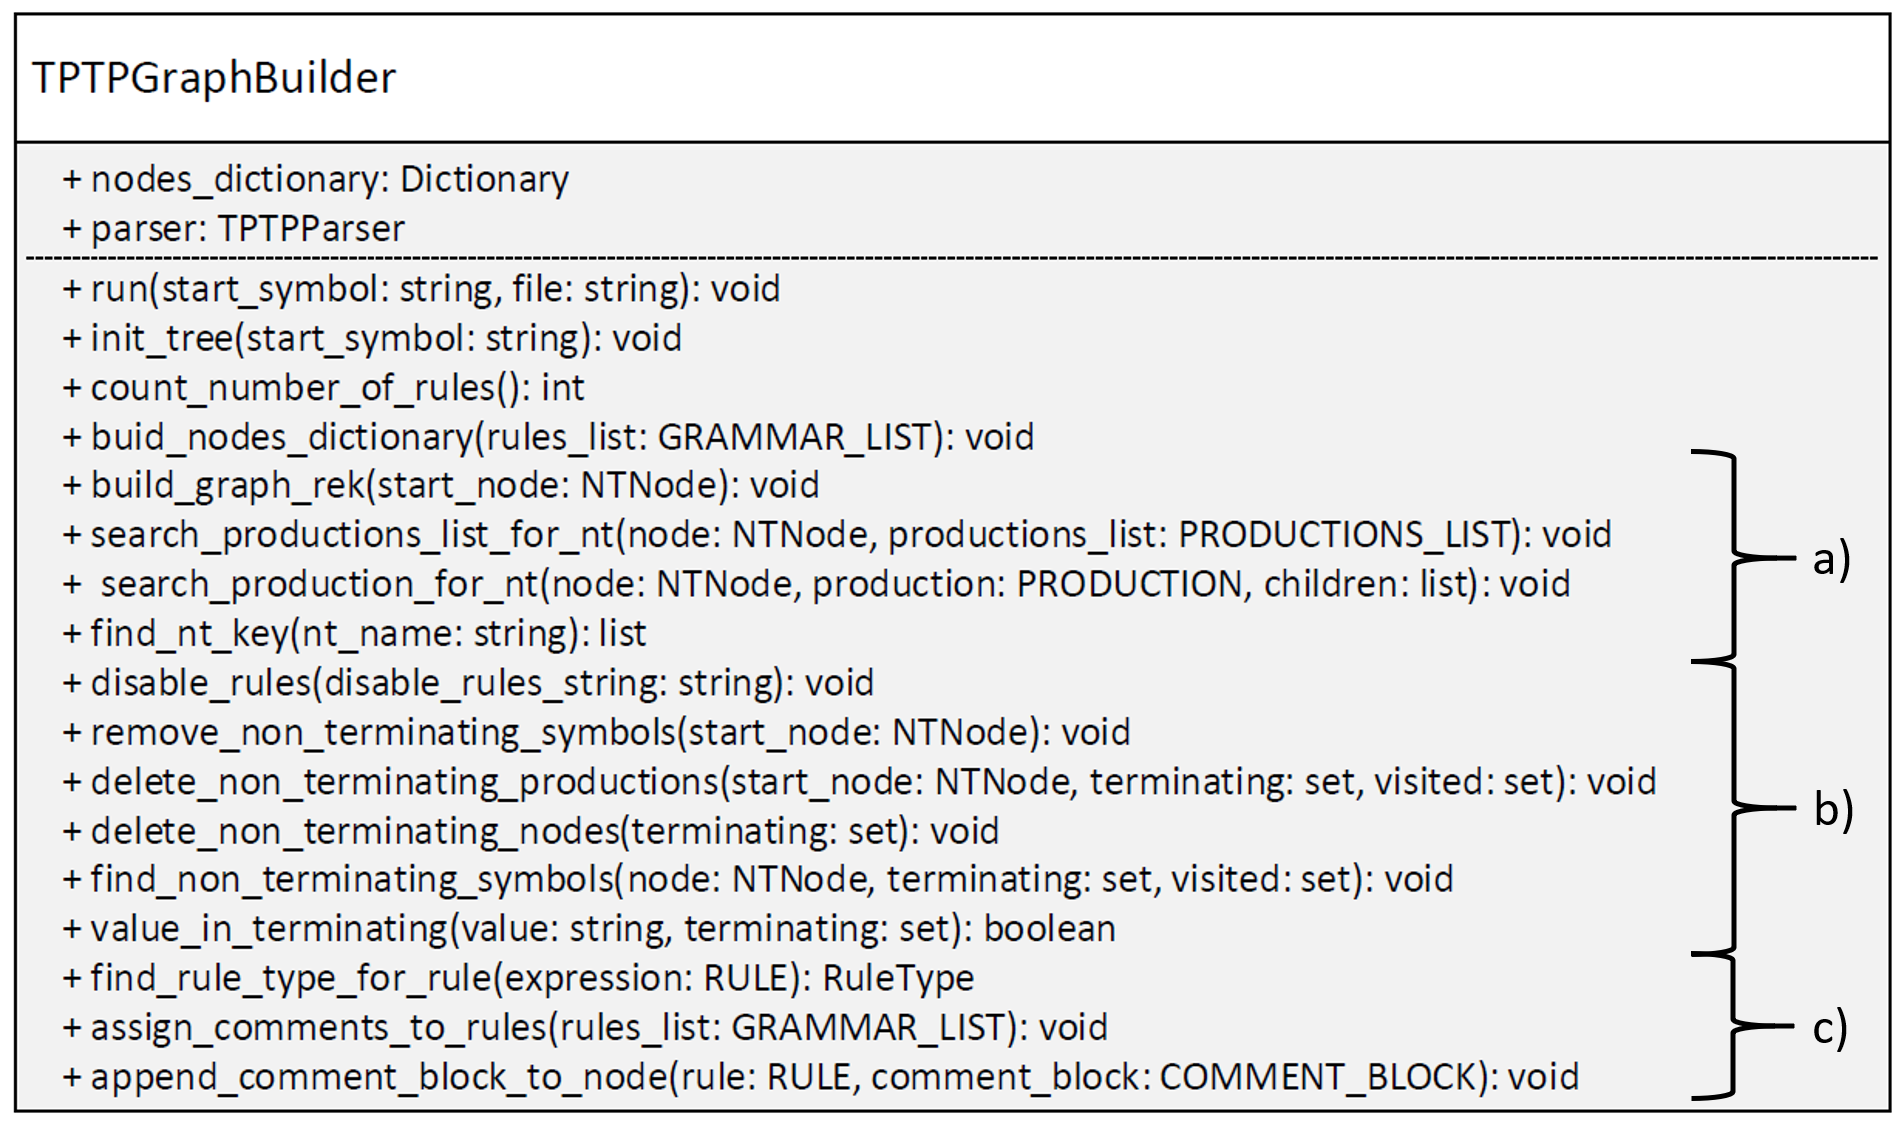 TPTPGraphBuilder
+ nodes_dictionary: Dictionary
+ parser: TPTPParser
+ run(start_symbol: string, file: string): void
+ init_tree(start_symbol: string): void
+ count_number_of_rules(): int
+ buid_nodes_dictionary(rules_list: GRAMMAR_LIST): void
+ build_graph_rek(start_node: NTNode): void
+ search_productions_list_for_nt(node: NTNode, productions_list: PRODUCTIONS_LIST): void
+ search_production_for_nt(node: NTNode, production: PRODUCTION, children: list): void
a)
+ find_nt_key(nt_name: string): list
+ disable_rules(disable_rules_string: string): void
+ remove_non_terminating_symbols(start_node: NTNode): void
+ delete_non_terminating_productions(start_node: NTNode, terminating: set, visited: set): void
b)
+ delete_non_terminating_nodes(terminating: set): void
+ find_non_terminating_symbols(node: NTNode, terminating: set, visited: set): void
+ value_in_terminating(value: string, terminating: set): boolean
+ find_rule_type_for_rule(expression: RULE): RuleType
+ assign_comments_to_rules(rules_list: GRAMMAR_LIST): void
c)
+ append_comment_block_to_node(rule: RULE, comment_block: COMMENT_BLOCK): void